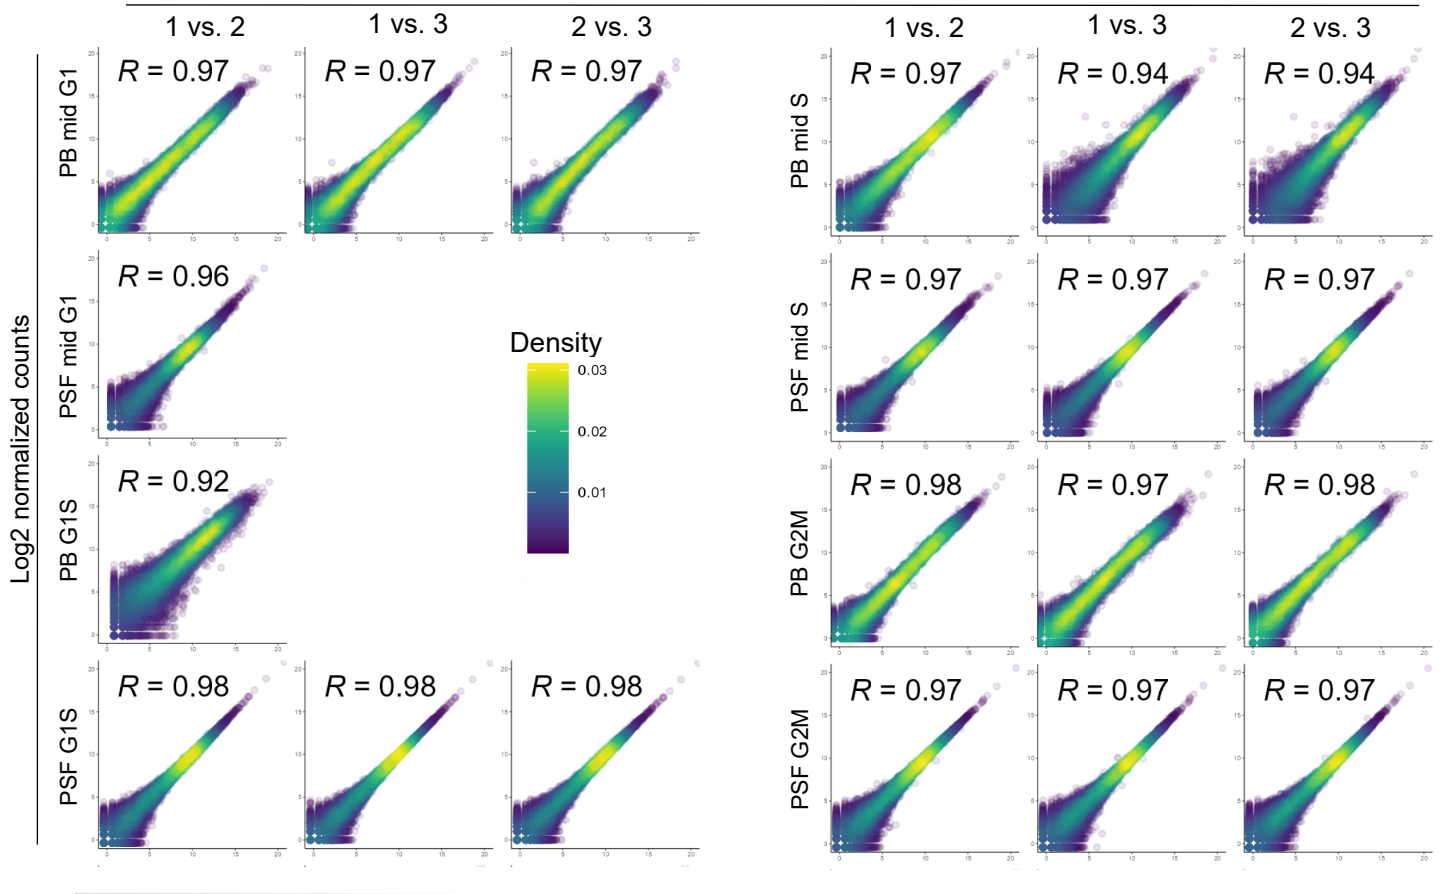 1 vs. 2 1 vs. 3 2 vs. 3 1 vs. 2 1 vs. 3 2 vs. 3
Log2 normalized counts
PB mid G1
R = 0.97 R = 0.97 R = 0.97
PB mid S
R = 0.97 R = 0.94 R = 0.94
PSF mid G1
R = 0.96
PSF mid S
R = 0.97 R = 0.97 R = 0.97
Density
0.03
0.02
0.01
PB G1S
R = 0.92
PB G2M
R = 0.98 R = 0.97 R = 0.98
PSF G1S
R = 0.98 R = 0.98 R = 0.98
PSF G2M
R = 0.97 R = 0.97 R = 0.97